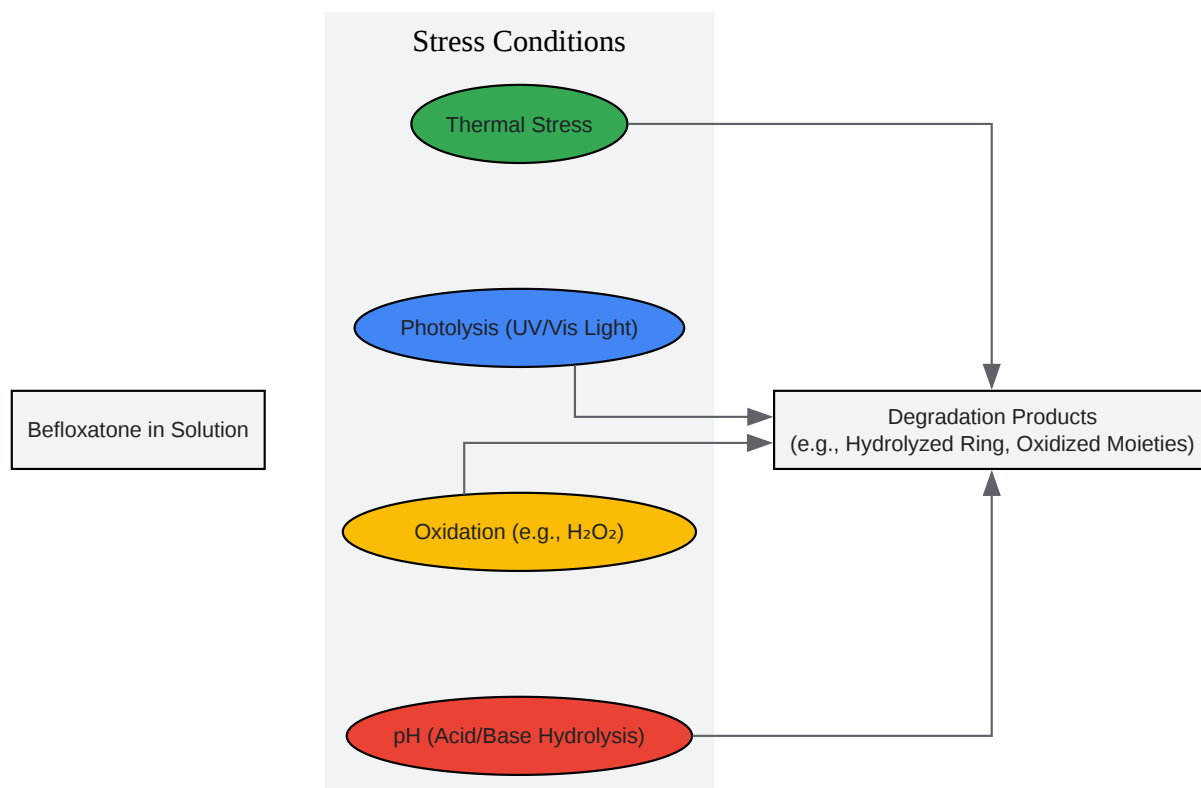 Stress Conditions
Thermal Stress
Photolysis (UV/Vis Light)
Befloxatone in Solution
Degradation Products
(e.g., Hydrolyzed Ring, Oxidized Moieties)
Oxidation (e.g., H₂O₂)
pH (Acid/Base Hydrolysis)